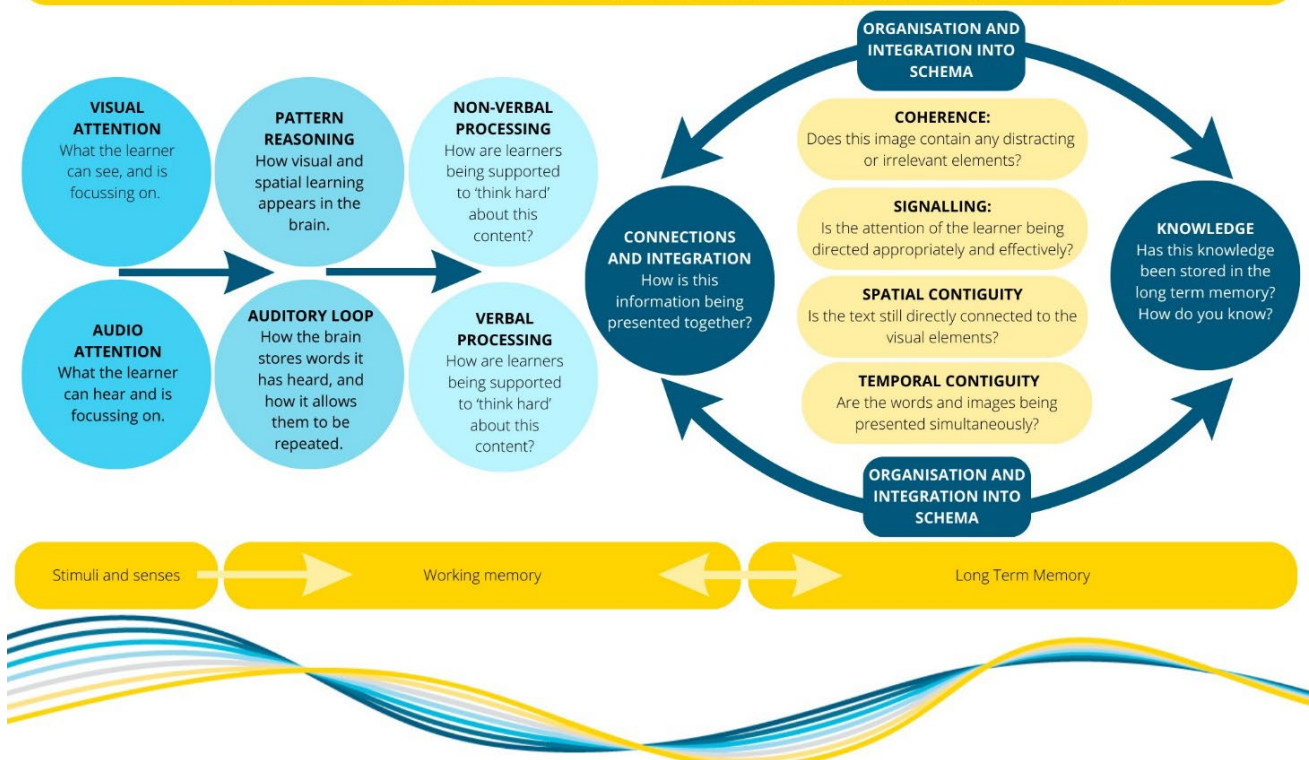 VISUAL
ATTENTION
What the learner
can see, and is
focussing on.
PATTERN
REASONING
How visual and
spatial learning
appears in the
brain.
NON-VERBAL
PROCESSING
How are learners
being supported
to ‘think hard’
about this
content?
AUDIO
ATTENTION
What the learner
can hear and is
focussing on.
AUDITORY LOOP
How the brain
stores words it
has heard, and
how it allows
them to be
repeated.
VERBAL
PROCESSING
How are learners
being supported
to ‘think hard’
about this
content?
CONNECTIONS
AND INTEGRATION
How is this
information being
presented together?
ORGANISATION AND
INTEGRATION INTO
SCHEMA
COHERENCE:
Does this image contain any distracting
or irrelevant elements?
SIGNALLING:
Is the attention of the learner being
directed appropriately and effectively?
SPATIAL CONTIGUITY
Is the text still directly connected to the
visual elements?
TEMPORAL CONTIGUITY
Are the words and images being
presented simultaneously?
ORGANISATION AND
INTEGRATION INTO
SCHEMA
KNOWLEDGE
Has this knowledge
been stored in the
long term memory?
How do you know?
Stimuli and senses
Working memory
Long Term Memory